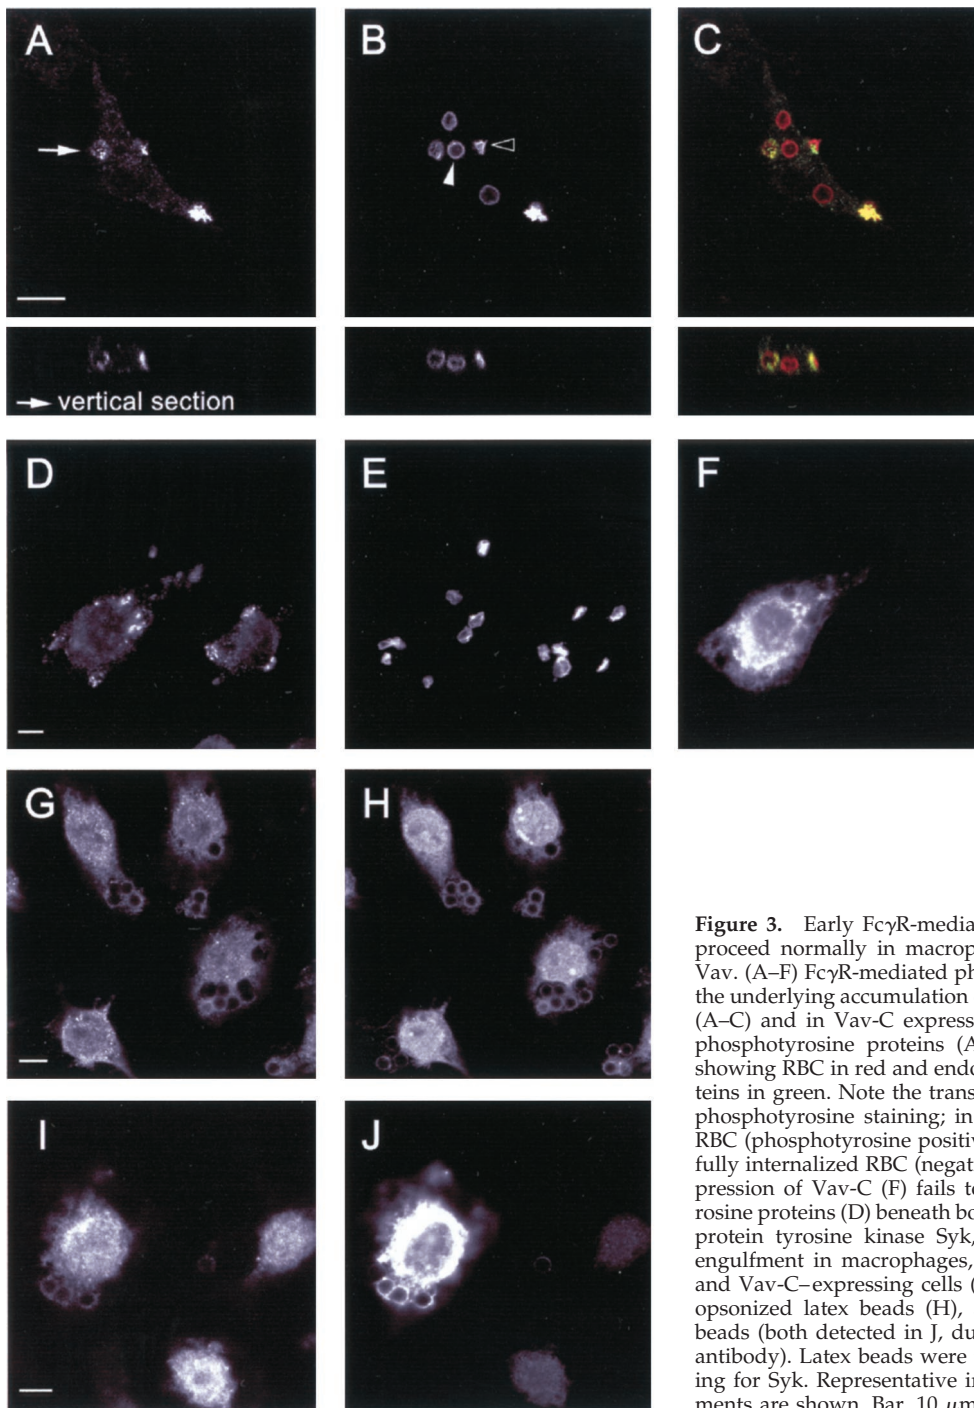 A
B
C
vertical section
D
E
F
G
H
I
J
Figure 3. Early FcγR-media
proceed normally in macrop
Vav. (A–F) FcγR-mediated ph
the underlying accumulation
(A–C) and in Vav-C express
phosphotyrosine proteins (A
showing RBC in red and endo
teins in green. Note the trans
phosphotyrosine staining; in
RBC (phosphotyrosine positiv
fully internalized RBC (negat
pression of Vav-C (F) fails to
rosine proteins (D) beneath bo
protein tyrosine kinase Syk,
engulfment in macrophages,
and Vav-C–expressing cells (
opsonized latex beads (H),
beads (both detected in J, du
antibody). Latex beads were
ing for Syk. Representative in
ments are shown. Bar, 10 μm